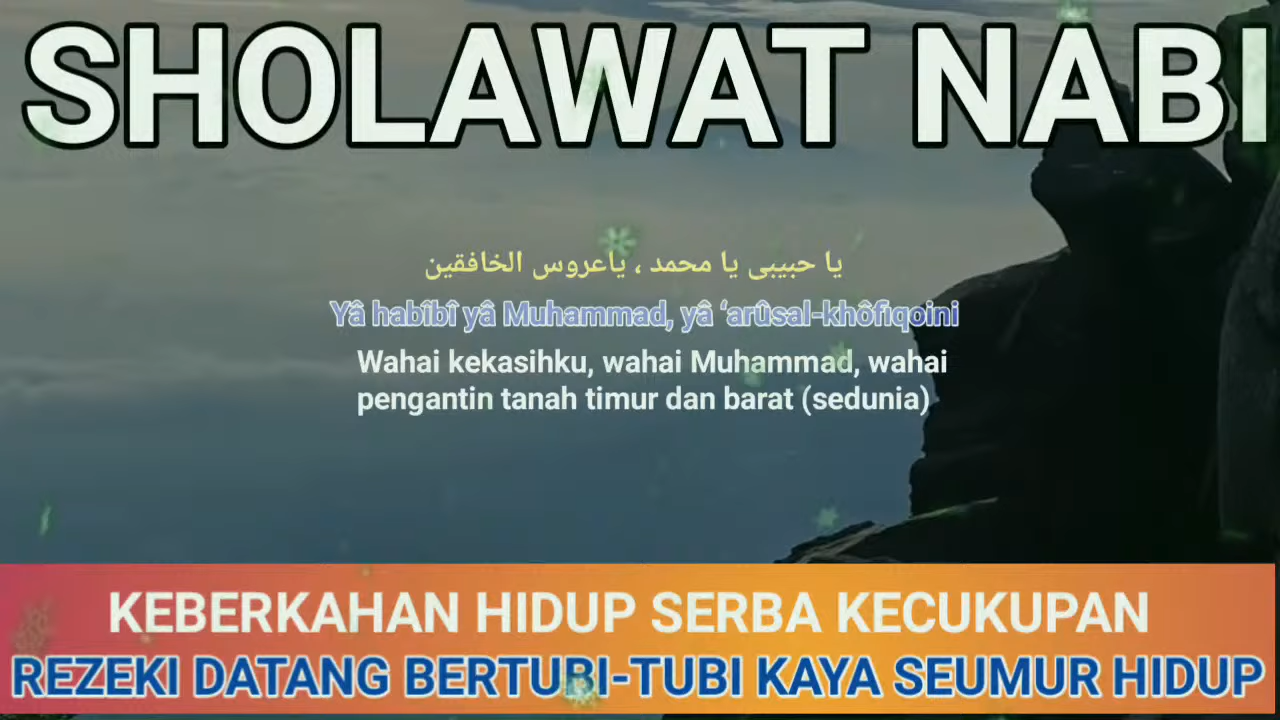 SHOLAWAT NABI
يا حبيبى يا محمد ، ياعروس الخافقين
Yâ habîbî yâ Muhammad, yâ ‘arûsal-khôfiqoini
Wahai kekasihku, wahai Muhammad, wahai
pengantin tanah timur dan barat (sedunia)
KEBERKAHAN HIDUP SERBA KECUKUPAN
REZEKI DATANG BERTUBI-TUBI KAYA SEUMUR HIDUP